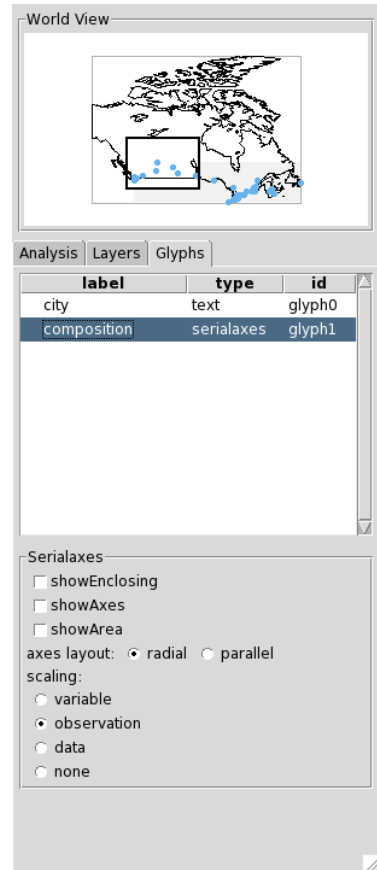 World View
Analysis Layers Glyphs
label type id
city text glyph0
composition serialaxes glyph1
Serialaxes
showEnclosing
showAxes
showArea
axes layout: radial parallel
scaling:
variable
observation
data
none